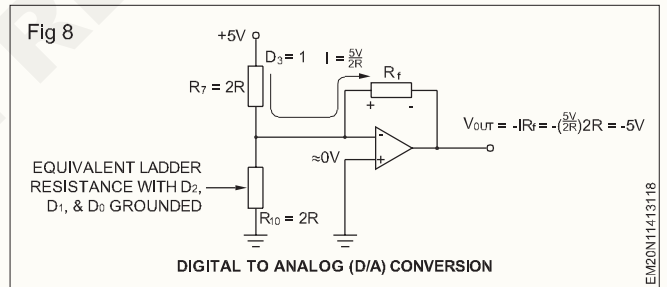 Fig 8
+5V
D₃ = 1 I = 5V/2R
R₇ = 2R
Rf
+ -
-
+
≈0V
V_OUT = -IRf = -(5V/2R)2R = -5V
EQUIVALENT LADDER
RESISTANCE WITH D₂,
D₁, & D₀ GROUNDED
R₁₀ = 2R
DIGITAL TO ANALOG (D/A) CONVERSION
EM20N11413118